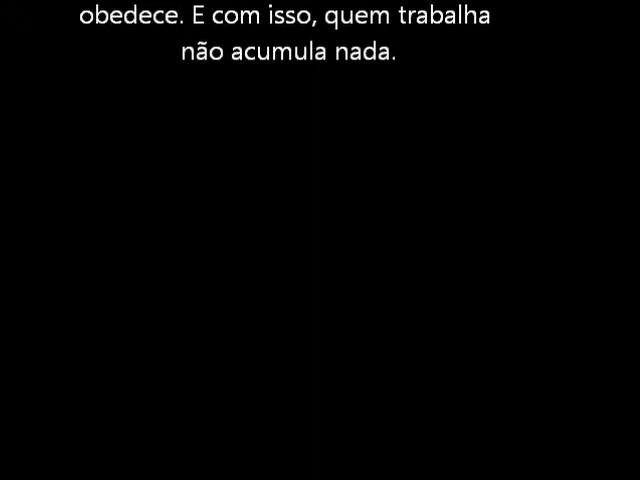 obedece. E com isso, quem trabalha
não acumula nada.